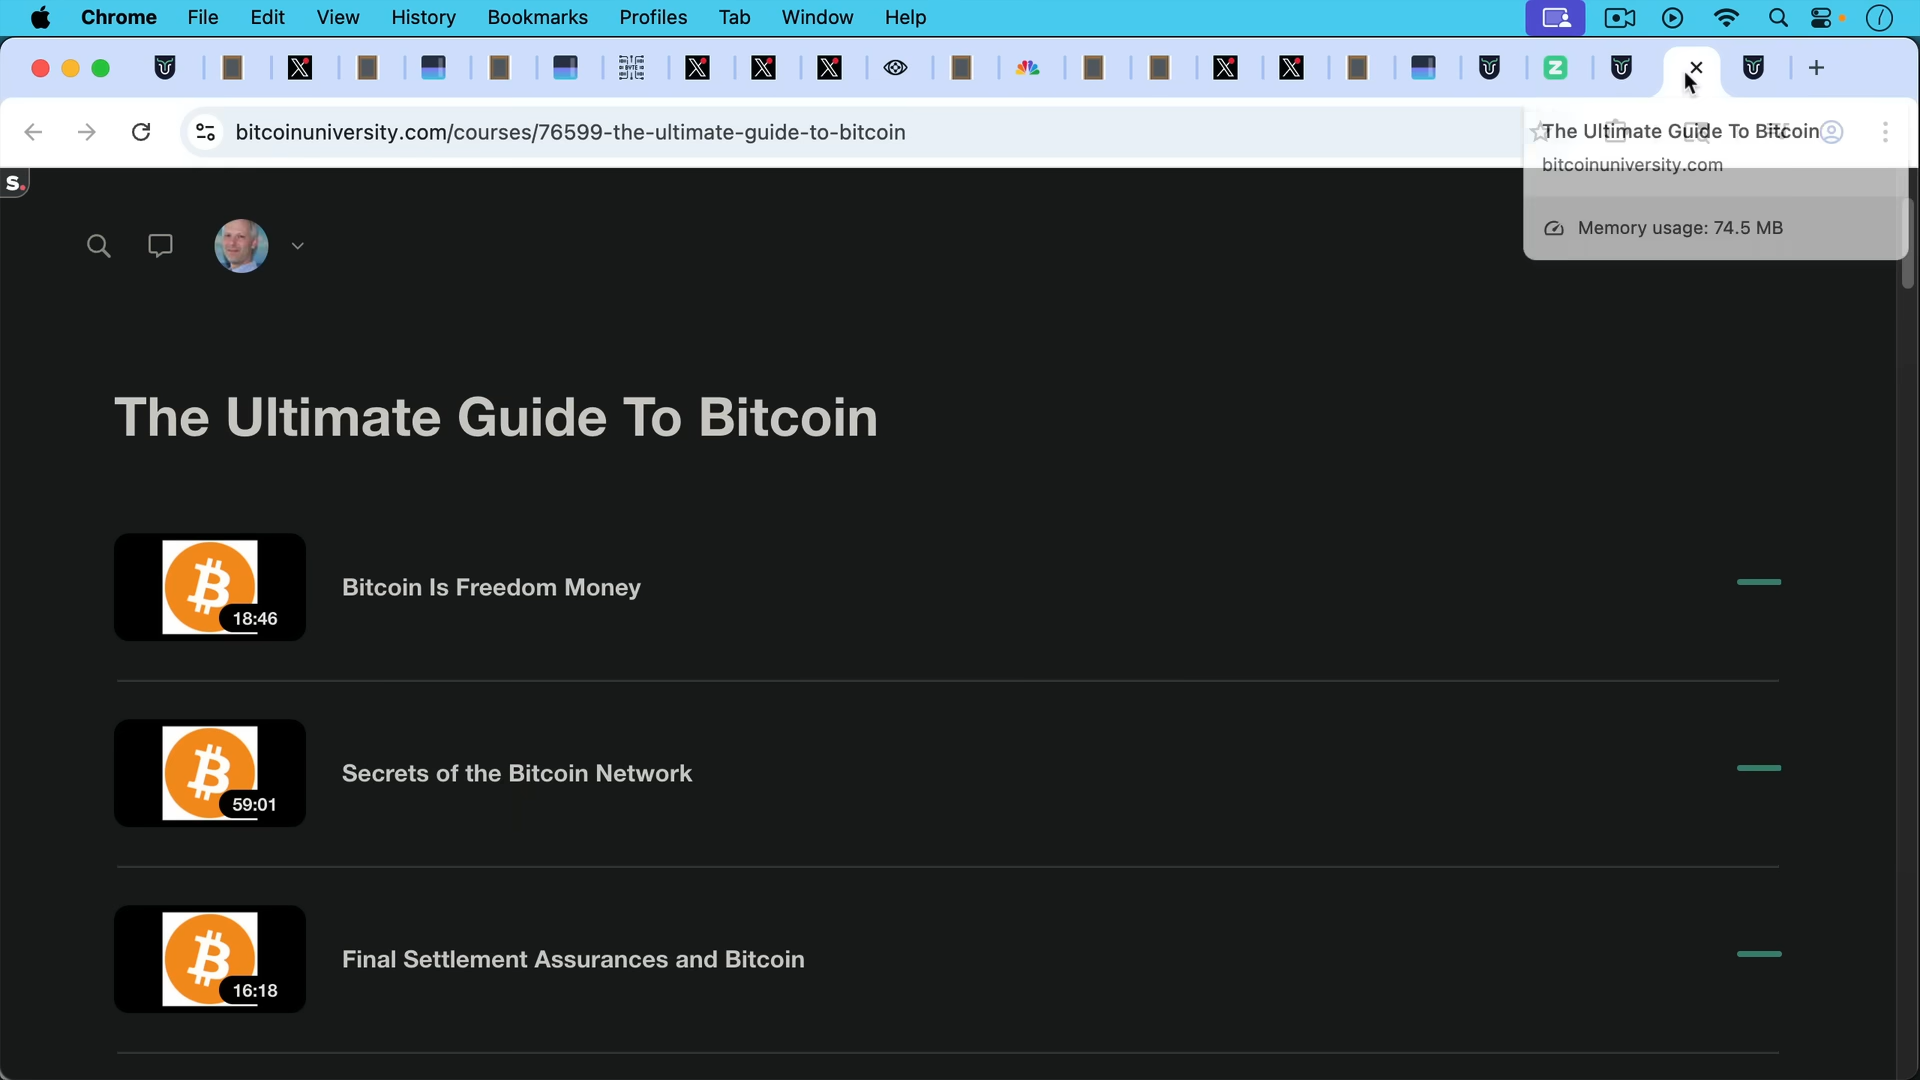 Chrome File Edit View History Bookmarks Profiles Tab Window Help
bitcoinuniversity.com/courses/76599-the-ultimate-guide-to-bitcoin
The Ultimate Guide To Bitcoin
bitcoinuniversity.com
Memory usage: 74.5 MB
s.
The Ultimate Guide To Bitcoin
18:46
Bitcoin Is Freedom Money
59:01
Secrets of the Bitcoin Network
16:18
Final Settlement Assurances and Bitcoin